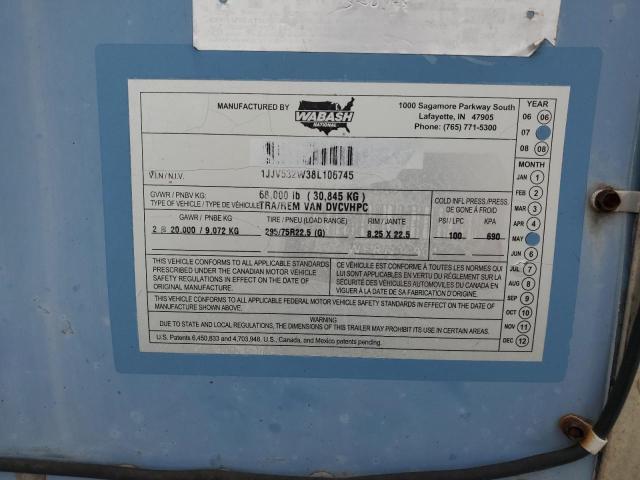 MANUFACTURED BY
WABASH
NATIONAL
1000 Sagamore Parkway South
Lafayette, IN 47905
Phone: (765) 771-5300
V.I.N./N.I.V. 1JJV532W38L106745
GVWR / PNBV KG: 68,000 lb ( 30,845 KG )
TYPE OF VEHICLE / TYPE DE VÉHICULE: TRA/REM VAN DVCVHPC
COLD INFL PRESS./PRESS.
DE GONE À FROID
GAWR / PNBE KG TIRE / PNEU (LOAD RANGE) RIM / JANTE PSI / LPC KPA
2 @ 20,000 / 9,072 KG 295/75R22.5 (G) 8.25 X 22.5 100 690
THIS VEHICLE CONFORMS TO ALL APPLICABLE STANDARDS
PRESCRIBED UNDER THE CANADIAN MOTOR VEHICLE
SAFETY REGULATIONS IN EFFECT ON THE DATE OF
ORIGINAL MANUFACTURE.
CE VÉHICULE EST CONFORME À TOUTES LES NORMES QUI
LUI SONT APPLICABLES EN VERTU DU RÈGLEMENT SUR LA
SÉCURITÉ DES VÉHICULES AUTOMOBILES DU CANADA EN
VIGUER À LA DATE DE SA FABRICATION D'ORIGINE.
THIS VEHICLE CONFORMS TO ALL APPLICABLE FEDERAL MOTOR VEHICLE SAFETY STANDARDS IN EFFECT ON THE DATE OF
MANUFACTURE SHOWN ABOVE.
WARNING
DUE TO STATE AND LOCAL REGULATIONS, THE DIMENSIONS OF THIS TRAILER MAY PROHIBIT ITS USE IN CERTAIN AREAS.
U.S. Patents 6,450,833 and 4,703,948, U.S., Canada, and Mexico patents pending.
YEAR
06 06
07
08 08
MONTH
JAN 1
FEB 2
MAR 3
APR 4
MAY
JUN 6
JUL 7
AUG 8
SEP 9
OCT 10
NOV 11
DEC 12